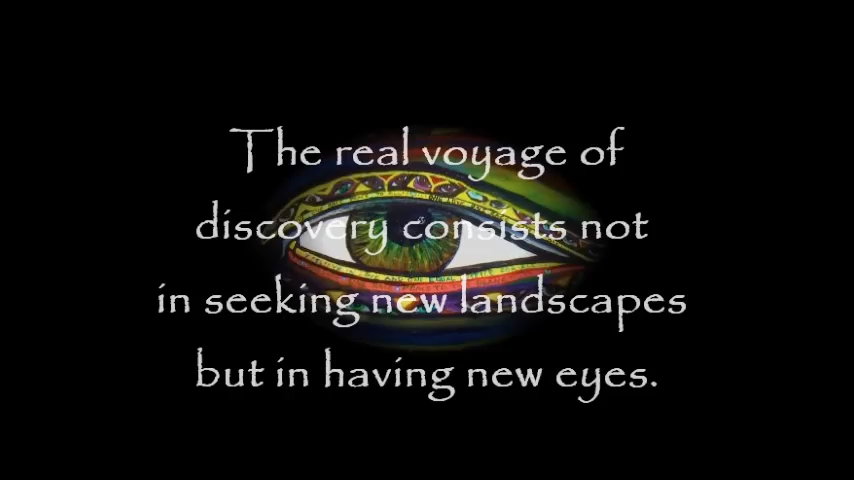 The real voyage of
discovery consists not
in seeking new landscapes
but in having new eyes.